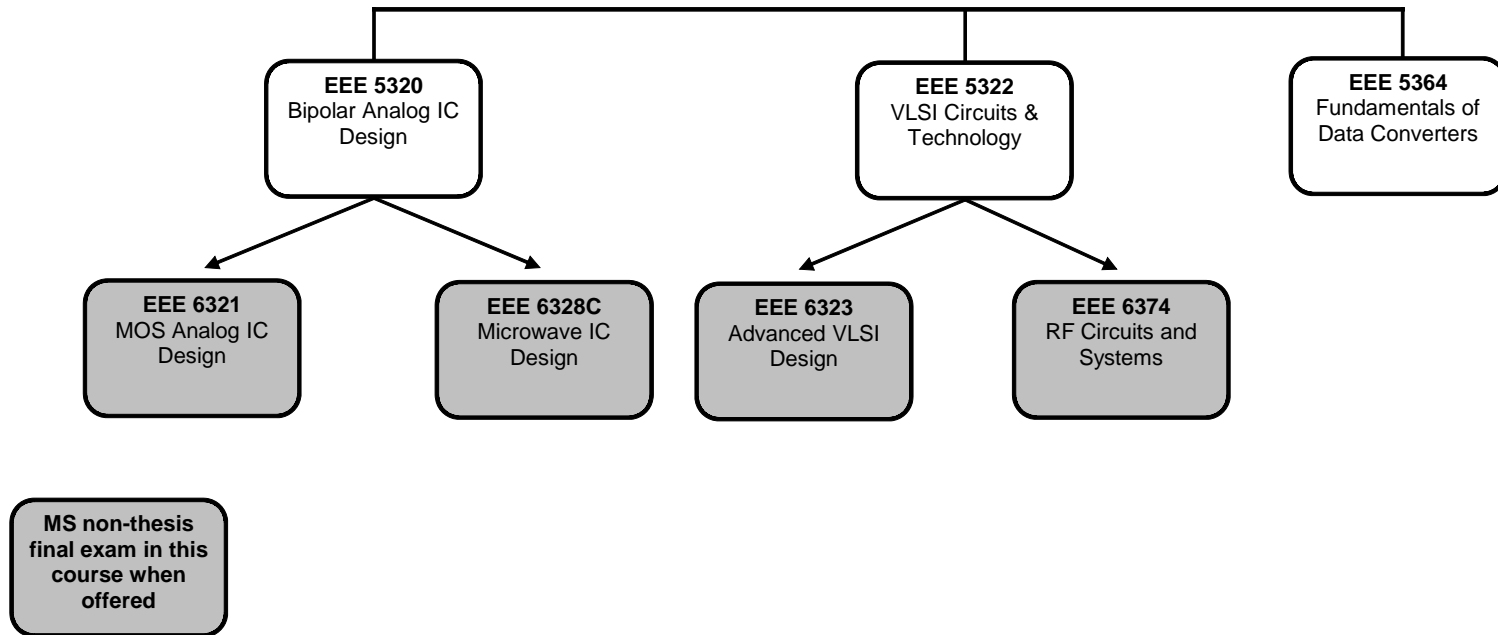 EEE 5320
Bipolar Analog IC
Design
EEE 5322
VLSI Circuits &
Technology
EEE 5364
Fundamentals of
Data Converters
EEE 6321
MOS Analog IC
Design
EEE 6328C
Microwave IC
Design
EEE 6323
Advanced VLSI
Design
EEE 6374
RF Circuits and
Systems
MS non-thesis
final exam in this
course when
offered